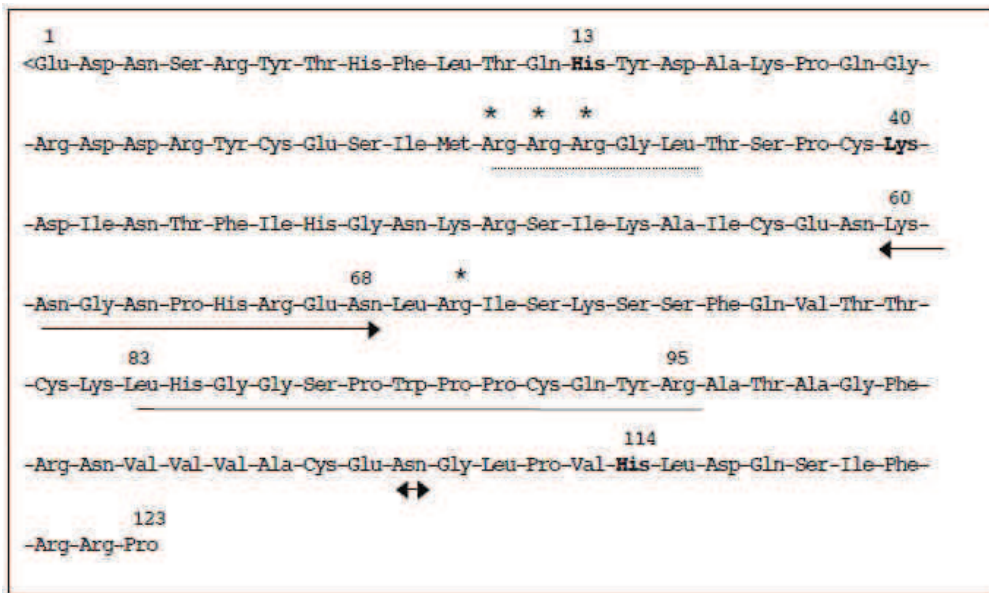 1 13
<Glu-Asp-Asn-Ser-Arg-Tyr-Thr-His-Phe-Leu-Thr-Gln-His-Tyr-Asp-Ala-Lys-Pro-Gln-Gly-
* * * 40
-Arg-Asp-Asp-Arg-Tyr-Cys-Glu-Ser-Ile-Met-Arg-Arg-Arg-Gly-Leu-Thr-Ser-Pro-Cys-Lys-
60
-Asp-Ile-Asn-Thr-Phe-Ile-His-Gly-Asn-Lys-Arg-Ser-Ile-Lys-Ala-Ile-Cys-Glu-Asn-Lys-
68 *
-Asn-Gly-Asn-Pro-His-Arg-Glu-Asn-Leu-Arg-Ile-Ser-Lys-Ser-Ser-Phe-Gln-Val-Thr-Thr-
83 95
-Cys-Lys-Leu-His-Gly-Gly-Ser-Pro-Trp-Pro-Pro-Cys-Gln-Tyr-Arg-Ala-Thr-Ala-Gly-Phe-
114
-Arg-Asn-Val-Val-Val-Ala-Cys-Glu-Asn-Gly-Leu-Pro-Val-His-Leu-Asp-Gln-Ser-Ile-Phe-
123
-Arg-Arg-Pro